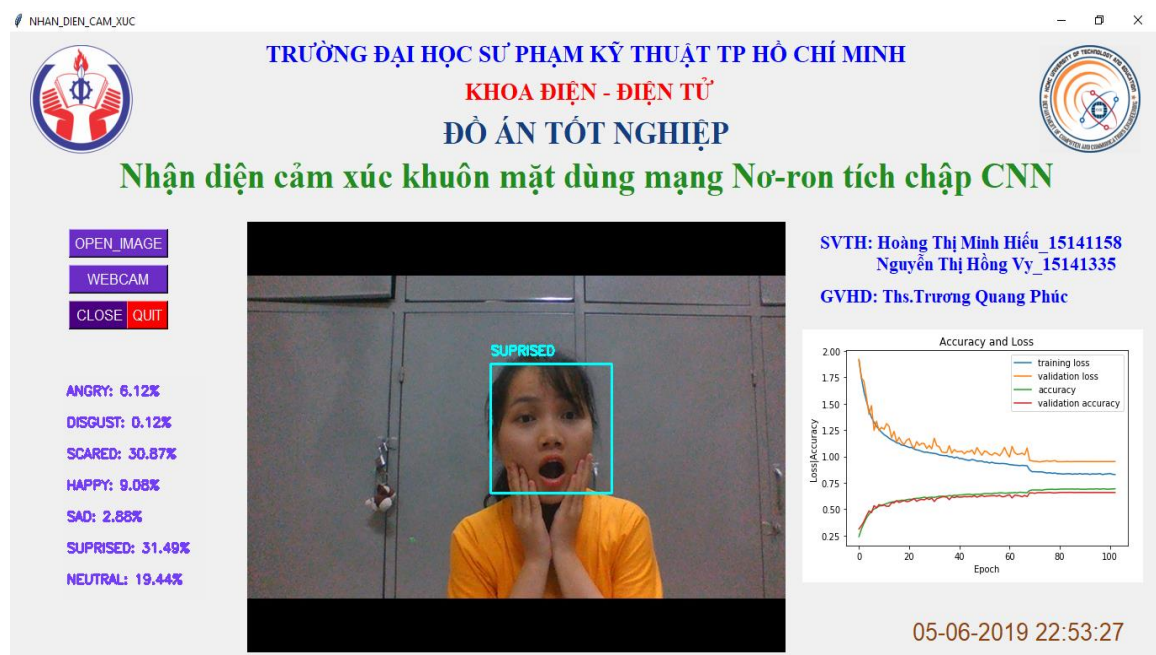 NHAN_DIEN_CAM_XUC
TRƯỜNG ĐẠI HỌC SƯ PHẠM KỸ THUẬT TP HỒ CHÍ MINH
KHOA ĐIỆN - ĐIỆN TỬ
ĐỒ ÁN TỐT NGHIỆP
Nhận diện cảm xúc khuôn mặt dùng mạng Nơ-ron tích chập CNN
OPEN_IMAGE
WEBCAM
CLOSE QUIT
ANGRY: 6.12%
DISGUST: 0.12%
SCARED: 30.87%
HAPPY: 9.08%
SAD: 2.88%
SUPRISED: 31.49%
NEUTRAL: 19.44%
SUPRISED
SVTH: Hoàng Thị Minh Hiếu_15141158
Nguyễn Thị Hồng Vy_15141335
GVHD: Ths.Trương Quang Phúc
Accuracy and Loss
training loss
validation loss
accuracy
validation accuracy
Loss|Accuracy
2.00
1.75
1.50
1.25
1.00
0.75
0.50
0.25
0 20 40 60 80 100
Epoch
05-06-2019 22:53:27